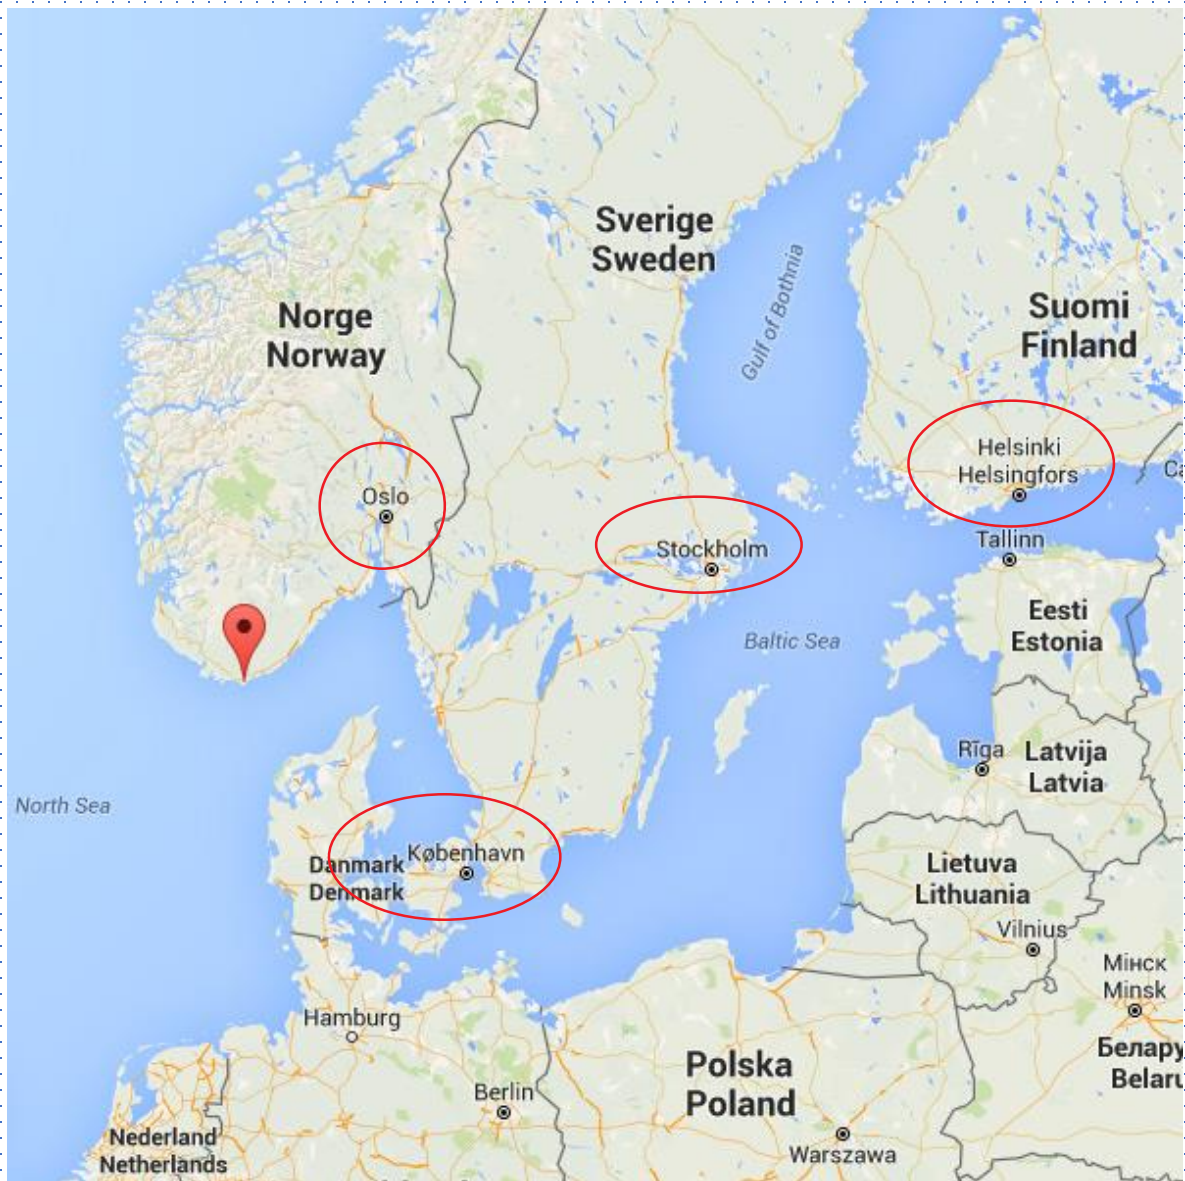 Sverige
Sweden
Gulf of Bothnia
Norge
Norway
Suomi
Finland
Helsinki
Helsingfors
Oslo
Stockholm
Tallinn
Eesti
Estonia
Baltic Sea
Rīga
Latvija
Latvia
North Sea
København
Danmark
Denmark
Lietuva
Lithuania
Vilnius
Мінск
Minsk
Hamburg
Polska
Poland
Berlin
Nederland
Netherlands
Warszawa